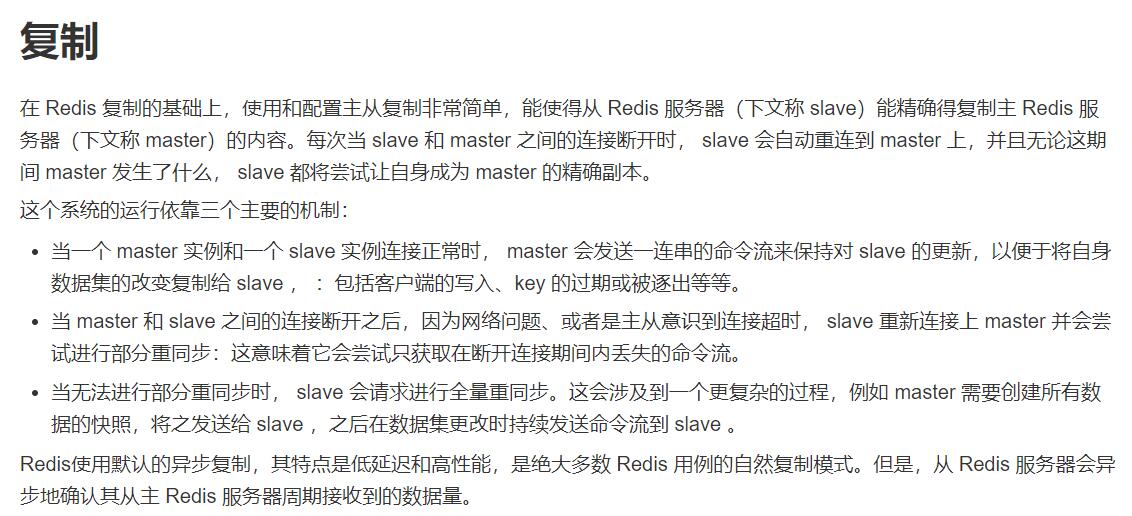 复制
在 Redis 复制的基础上，使用和配置主从复制非常简单，能使得从 Redis 服务器（下文称 slave）能精确得复制主 Redis 服
务器（下文称 master）的内容。每次当 slave 和 master 之间的连接断开时， slave 会自动重连到 master 上，并且无论这期
间 master 发生了什么， slave 都将尝试让自身成为 master 的精确副本。
这个系统的运行依靠三个主要的机制：
• 当一个 master 实例和一个 slave 实例连接正常时， master 会发送一连串的命令流来保持对 slave 的更新，以便于将自身
数据集的改变复制给 slave ， ：包括客户端的写入、key 的过期或被逐出等等。
• 当 master 和 slave 之间的连接断开之后，因为网络问题、或者是主从意识到连接超时， slave 重新连接上 master 并会尝
试进行部分重同步：这意味着它会尝试只获取在断开连接期间内丢失的命令流。
• 当无法进行部分重同步时， slave 会请求进行全量重同步。这会涉及到一个更复杂的过程，例如 master 需要创建所有数
据的快照，将之发送给 slave ，之后在数据集更改时持续发送命令流到 slave 。
Redis使用默认的异步复制，其特点是低延迟和高性能，是绝大多数 Redis 用例的自然复制模式。但是，从 Redis 服务器会异
步地确认其从主 Redis 服务器周期接收到的数据量。